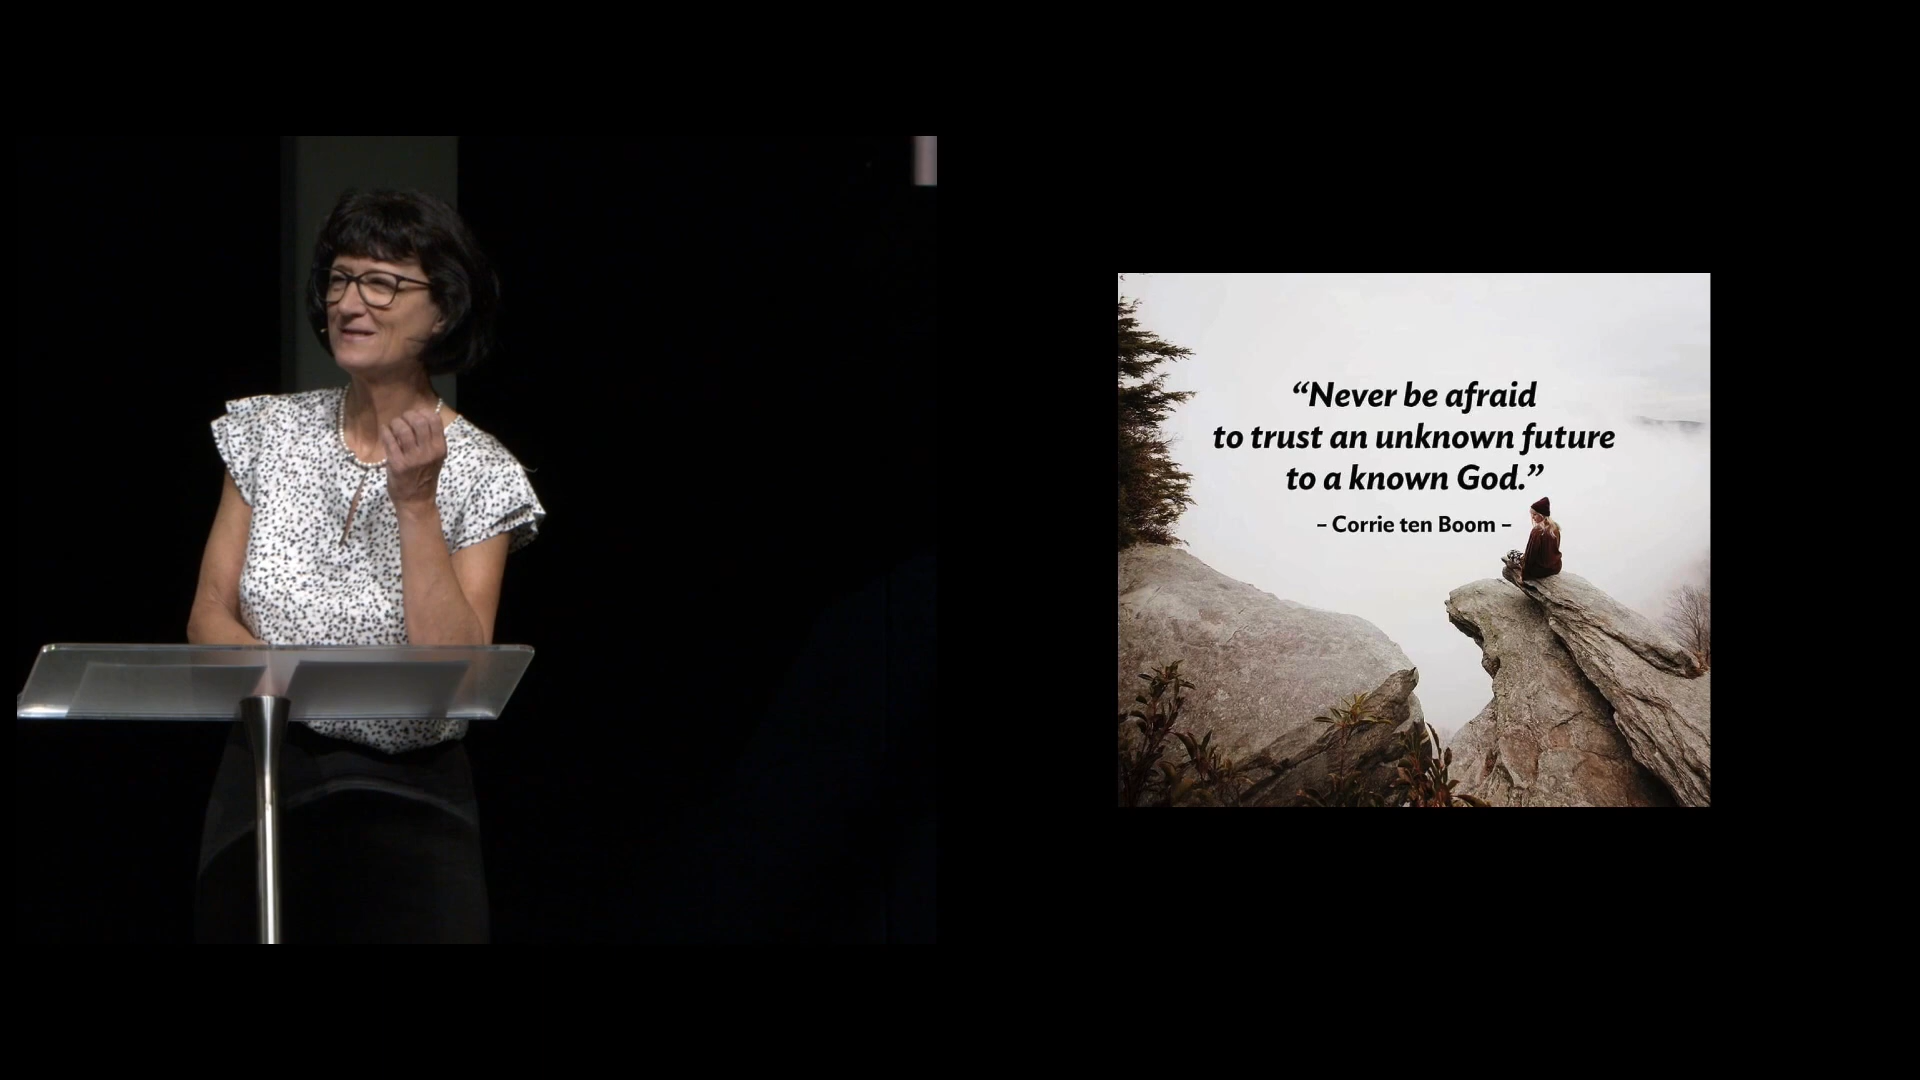 “Never be afraid
to trust an unknown future
to a known God.”
– Corrie ten Boom –